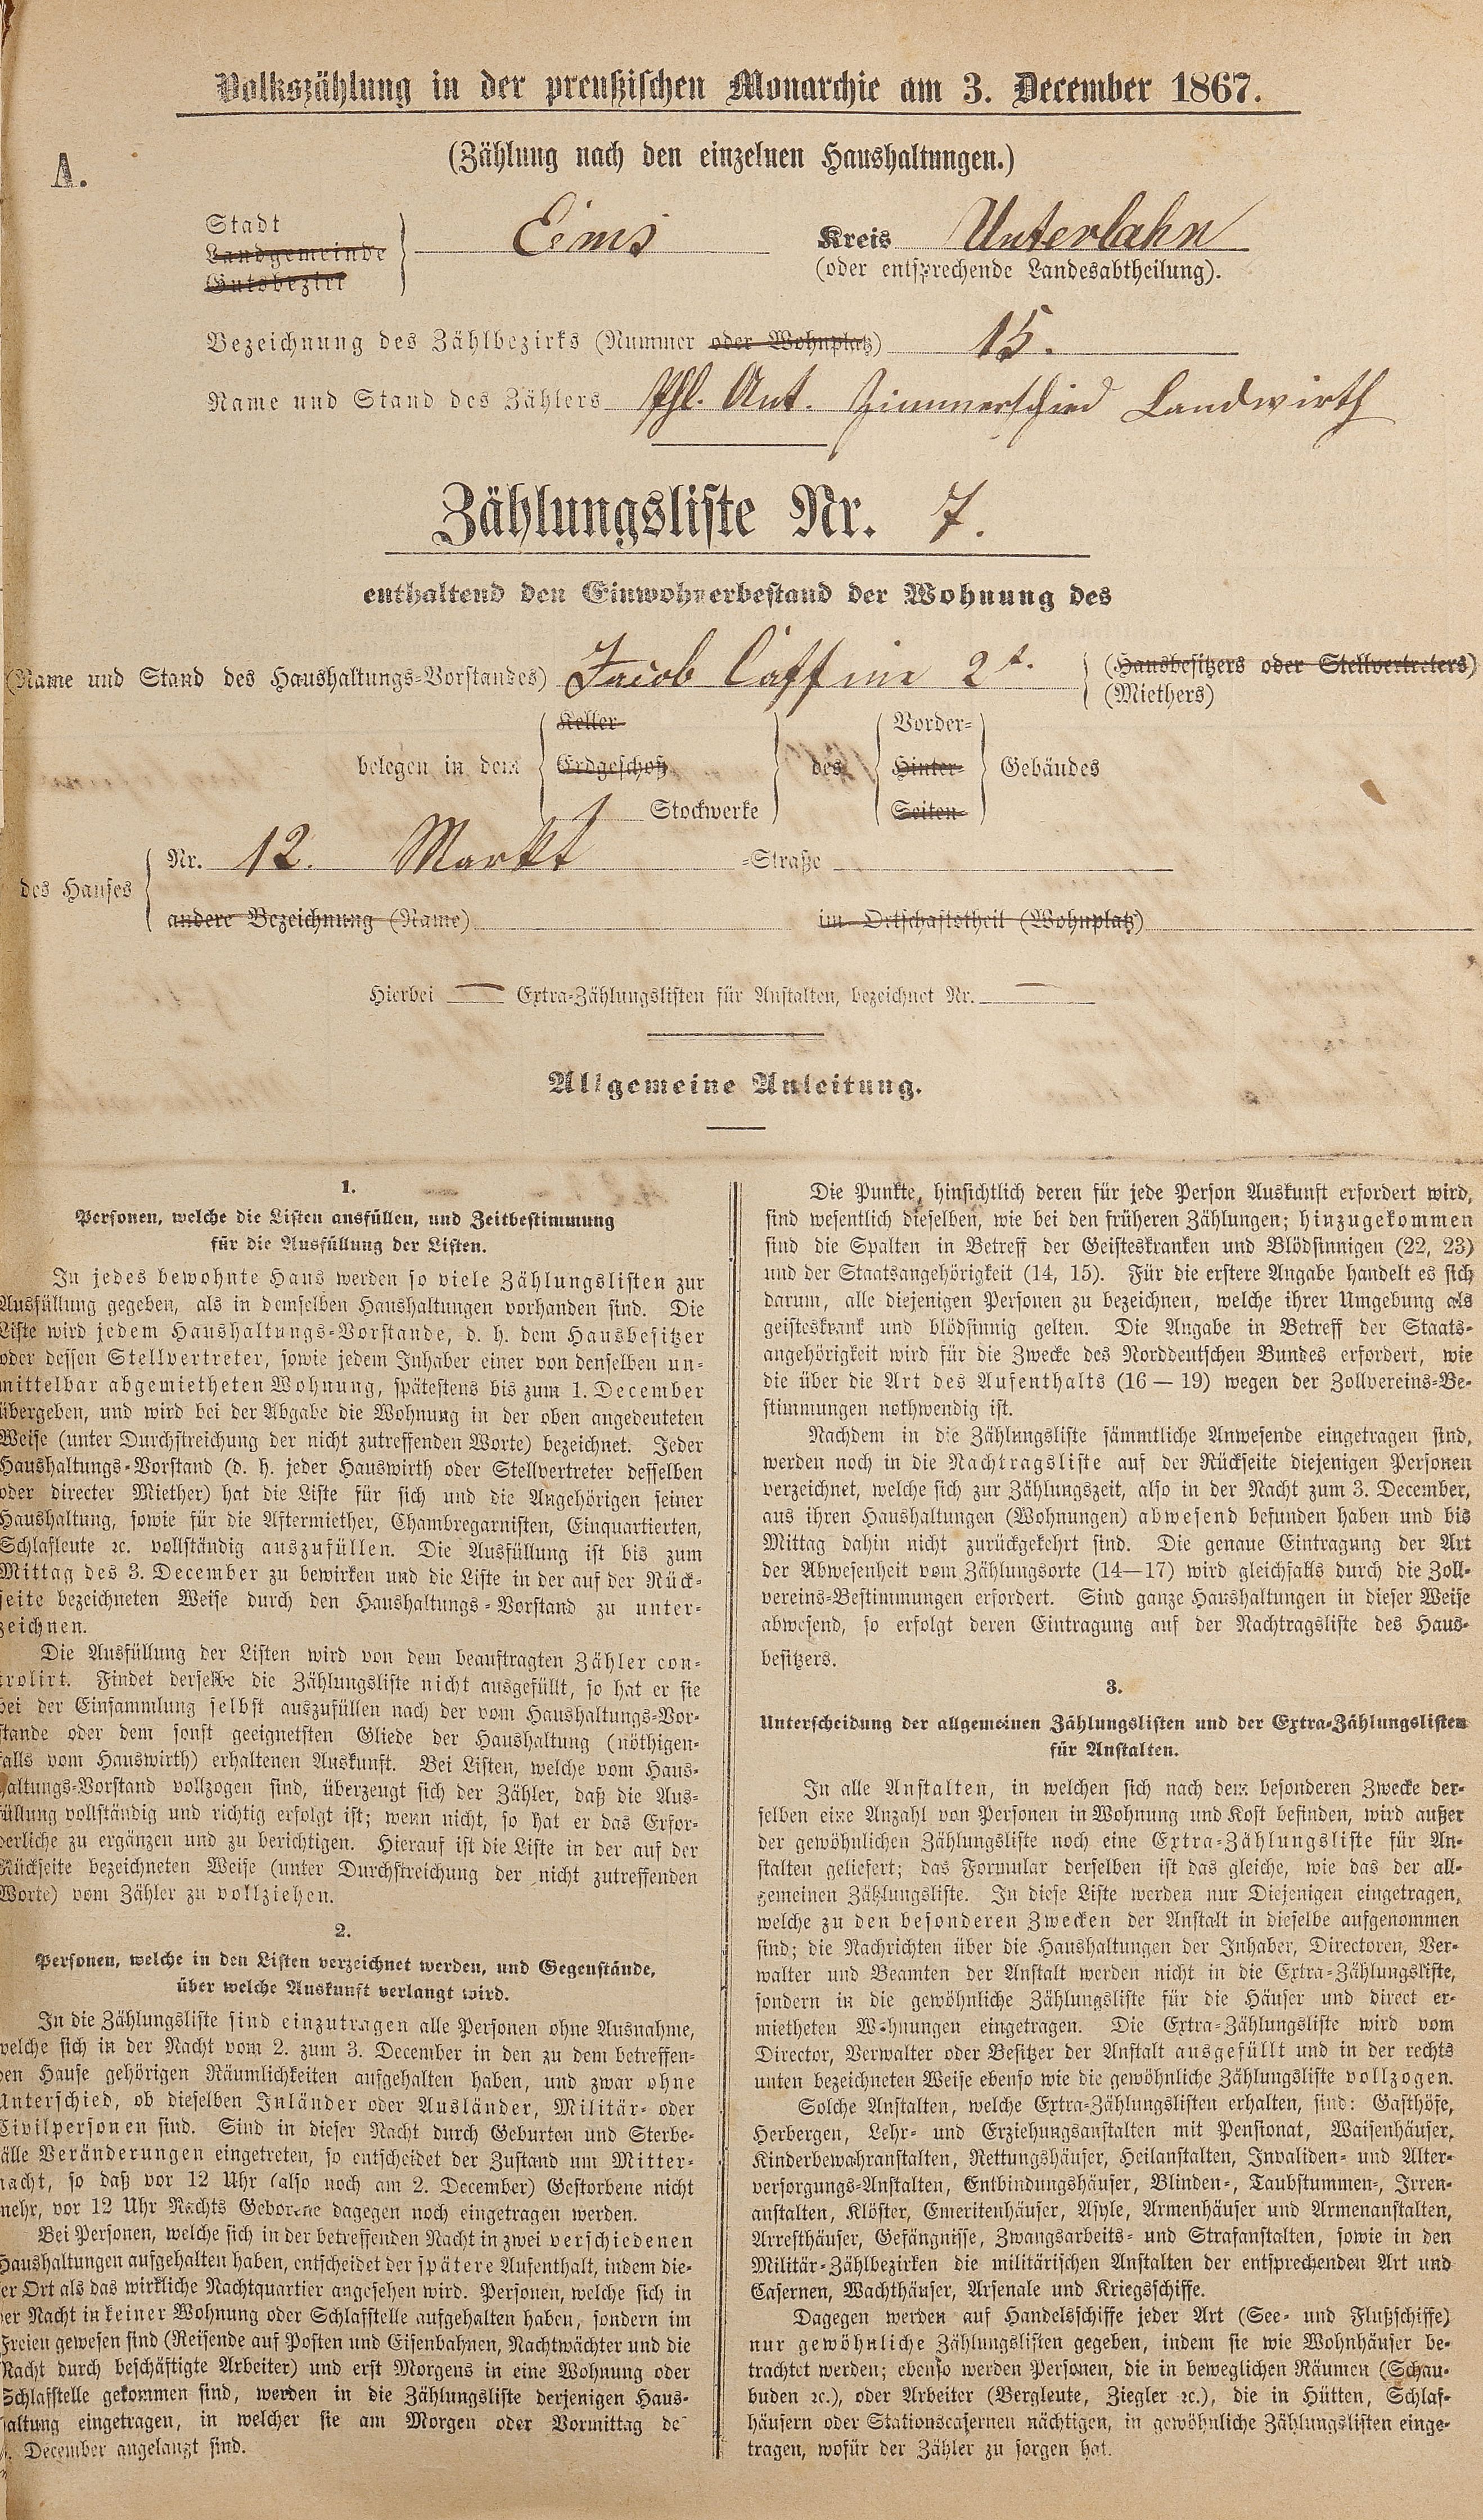 Volkszählung in der preußischen Monarchie am 3. December 1867.
(Zählung nach den einzelnen Haushaltungen.)
A.
Stadt
Landgemeinde
Gutsbezirk
Ems
Kreis Unterlahn
(oder entsprechende Landesabtheilung).
Bezeichnung des Zählbezirks (Nummer oder Wohnplatz) 15.
Name und Stand des Zählers Phl. Ant. Zimmerschied Landwirth
Zählungsliste Nr. 7.
enthaltend den Einwohnerbestand der Wohnung des
(Name und Stand des Haushaltungs-Vorstandes) Jacob 2t.
(Hausbesitzers oder Stellvertreters)
(Miethers)
belegen in dem
Keller
Erdgeschoß
1 Stockwerke
des
Vorder-
Hinter-
Seiten-
Gebäudes
des Hauses
Nr. 12. Markt -Straße
andere Bezeichnung (Name) im Ortschaftstheil (Wohnplatz)
Hierbei — Extra-Zählungslisten für Anstalten, bezeichnet Nr. —
Allgemeine Anleitung.
1.
Personen, welche die Listen ausfüllen, und Zeitbestimmung
für die Ausfüllung der Listen.
In jedes bewohnte Haus werden so viele Zählungslisten zur
Ausfüllung gegeben, als in demselben Haushaltungen vorhanden sind. Die
Liste wird jedem Haushaltungs-Vorstande, d. h. dem Hausbesitzer
oder dessen Stellvertreter, sowie jedem Inhaber einer von denselben un-
mittelbar abgemietheten Wohnung, spätestens bis zum 1. December
übergeben, und wird bei der Abgabe die Wohnung in der oben angedeuteten
Weise (unter Durchstreichung der nicht zutreffenden Worte) bezeichnet. Jeder
Haushaltungs-Vorstand (d. h. jeder Hauswirth oder Stellvertreter desselben
oder directer Miether) hat die Liste für sich und die Angehörigen seiner
Haushaltung, sowie für die Aftermiether, Chambregarnisten, Einquartierten,
Schlafleute ꝛc. vollständig auszufüllen. Die Ausfüllung ist bis zum
Mittag des 3. December zu bewirken und die Liste in der auf der Rück-
seite bezeichneten Weise durch den Haushaltungs-Vorstand zu unter-
zeichnen.
Die Ausfüllung der Listen wird von dem beauftragten Zähler con-
trolirt. Findet derselbe die Zählungsliste nicht ausgefüllt, so hat er sie
bei der Einsammlung selbst auszufüllen nach der vom Haushaltungs-Vor-
stande oder dem sonst geeignetsten Gliede der Haushaltung (nöthigen-
falls vom Hauswirth) erhaltenen Auskunft. Bei Listen, welche vom Haus-
haltungs-Vorstand vollzogen sind, überzeugt sich der Zähler, daß die Aus-
füllung vollständig und richtig erfolgt ist; wenn nicht, so hat er das Erfor-
derliche zu ergänzen und zu berichtigen. Hierauf ist die Liste in der auf der
Rückseite bezeichneten Weise (unter Durchstreichung der nicht zutreffenden
Worte) vom Zähler zu vollziehen.
2.
Personen, welche in den Listen verzeichnet werden, und Gegenstände,
über welche Auskunft verlangt wird.
In die Zählungsliste sind einzutragen alle Personen ohne Ausnahme,
welche sich in der Nacht vom 2. zum 3. December in den zu dem betreffen-
den Hause gehörigen Räumlichkeiten aufgehalten haben, und zwar ohne
Unterschied, ob dieselben Inländer oder Ausländer, Militär- oder
Civilpersonen sind. Sind in dieser Nacht durch Geburten und Sterbe-
fälle Veränderungen eingetreten, so entscheidet der Zustand um Mitter-
nacht, so daß vor 12 Uhr (also noch am 2. December) Gestorbene nicht
mehr, vor 12 Uhr Nachts Geborene dagegen noch eingetragen werden.
Bei Personen, welche sich in der betreffenden Nacht in zwei verschiedenen
Haushaltungen aufgehalten haben, entscheidet der spätere Aufenthalt, indem die-
ser Ort als das wirkliche Nachtquartier angesehen wird. Personen, welche sich in
der Nacht in keiner Wohnung oder Schlafstelle aufgehalten haben, sondern im
Freien gewesen sind (Reisende auf Posten und Eisenbahnen, Nachtwächter und die
Nacht durch beschäftigte Arbeiter) und erst Morgens in eine Wohnung oder
Schlafstelle gekommen sind, werden in die Zählungsliste derjenigen Haus-
haltung eingetragen, in welcher sie am Morgen oder Vormittag de
December angelangt sind.
Die Punkte, hinsichtlich deren für jede Person Auskunft erfordert wird,
sind wesentlich dieselben, wie bei den früheren Zählungen; hinzugekommen
sind die Spalten in Betreff der Geisteskranken und Blödsinnigen (22, 23)
und der Staatsangehörigkeit (14, 15). Für die erstere Angabe handelt es sich
darum, alle diejenigen Personen zu bezeichnen, welche ihrer Umgebung als
geisteskrank und blödsinnig gelten. Die Angabe in Betreff der Staats-
angehörigkeit wird für die Zwecke des Norddeutschen Bundes erfordert, wie
die über die Art des Aufenthalts (16 — 19) wegen der Zollvereins-Be-
stimmungen nothwendig ist.
Nachdem in die Zählungsliste sämmtliche Anwesende eingetragen sind,
werden noch in die Nachtragsliste auf der Rückseite diejenigen Personen
verzeichnet, welche sich zur Zählungszeit, also in der Nacht zum 3. December,
aus ihren Haushaltungen (Wohnungen) abwesend befunden haben und bis
Mittag dahin nicht zurückgekehrt sind. Die genaue Eintragung der Art
der Abwesenheit vom Zählungsorte (14—17) wird gleichfalls durch die Zoll-
vereins-Bestimmungen erfordert. Sind ganze Haushaltungen in dieser Weise
abwesend, so erfolgt deren Eintragung auf der Nachtragsliste des Haus-
besitzers.
3.
Unterscheidung der allgemeinen Zählungslisten und der Extra-Zählungslisten
für Anstalten.
In alle Anstalten, in welchen sich nach dem besonderen Zwecke der-
selben eine Anzahl von Personen in Wohnung und Kost befinden, wird außer
der gewöhnlichen Zählungsliste noch eine Extra-Zählungsliste für An-
stalten geliefert; das Formular derselben ist das gleiche, wie das der all-
gemeinen Zählungsliste. In diese Liste werden nur Diejenigen eingetragen,
welche zu den besonderen Zwecken der Anstalt in dieselbe aufgenommen
sind; die Nachrichten über die Haushaltungen der Inhaber, Directoren, Ver-
walter und Beamten der Anstalt werden nicht in die Extra-Zählungsliste,
sondern in die gewöhnliche Zählungsliste für die Häuser und direct er-
mietheten Wohnungen eingetragen. Die Extra-Zählungsliste wird vom
Director, Verwalter oder Besitzer der Anstalt ausgefüllt und in der rechts
unten bezeichneten Weise ebenso wie die gewöhnliche Zählungsliste vollzogen.
Solche Anstalten, welche Extra-Zählungslisten erhalten, sind: Gasthöfe,
Herbergen, Lehr- und Erziehungsanstalten mit Pensionat, Waisenhäuser,
Kinderbewahranstalten, Rettungshäuser, Heilanstalten, Invaliden- und Alter-
versorgungs-Anstalten, Entbindungshäuser, Blinden-, Taubstummen-, Irren-
anstalten, Klöster, Emeritenhäuser, Asyle, Armenhäuser und Armenanstalten,
Arresthäuser, Gefängnisse, Zwangsarbeits- und Strafanstalten, sowie in den
Militär-Zählbezirken die militärischen Anstalten der entsprechenden Art und
Casernen, Wachthäuser, Arsenale und Kriegsschiffe.
Dagegen werden auf Handelsschiffe jeder Art (See- und Flußschiffe)
nur gewöhnliche Zählungslisten gegeben, indem sie wie Wohnhäuser be-
trachtet werden; ebenso werden Personen, die in beweglichen Räumen (Schau-
buden ꝛc.), oder Arbeiter (Bergleute, Ziegler ꝛc.), die in Hütten, Schlaf-
häusern oder Stationscasernen nächtigen, in gewöhnliche Zählungslisten einge-
tragen, wofür der Zähler zu sorgen hat.